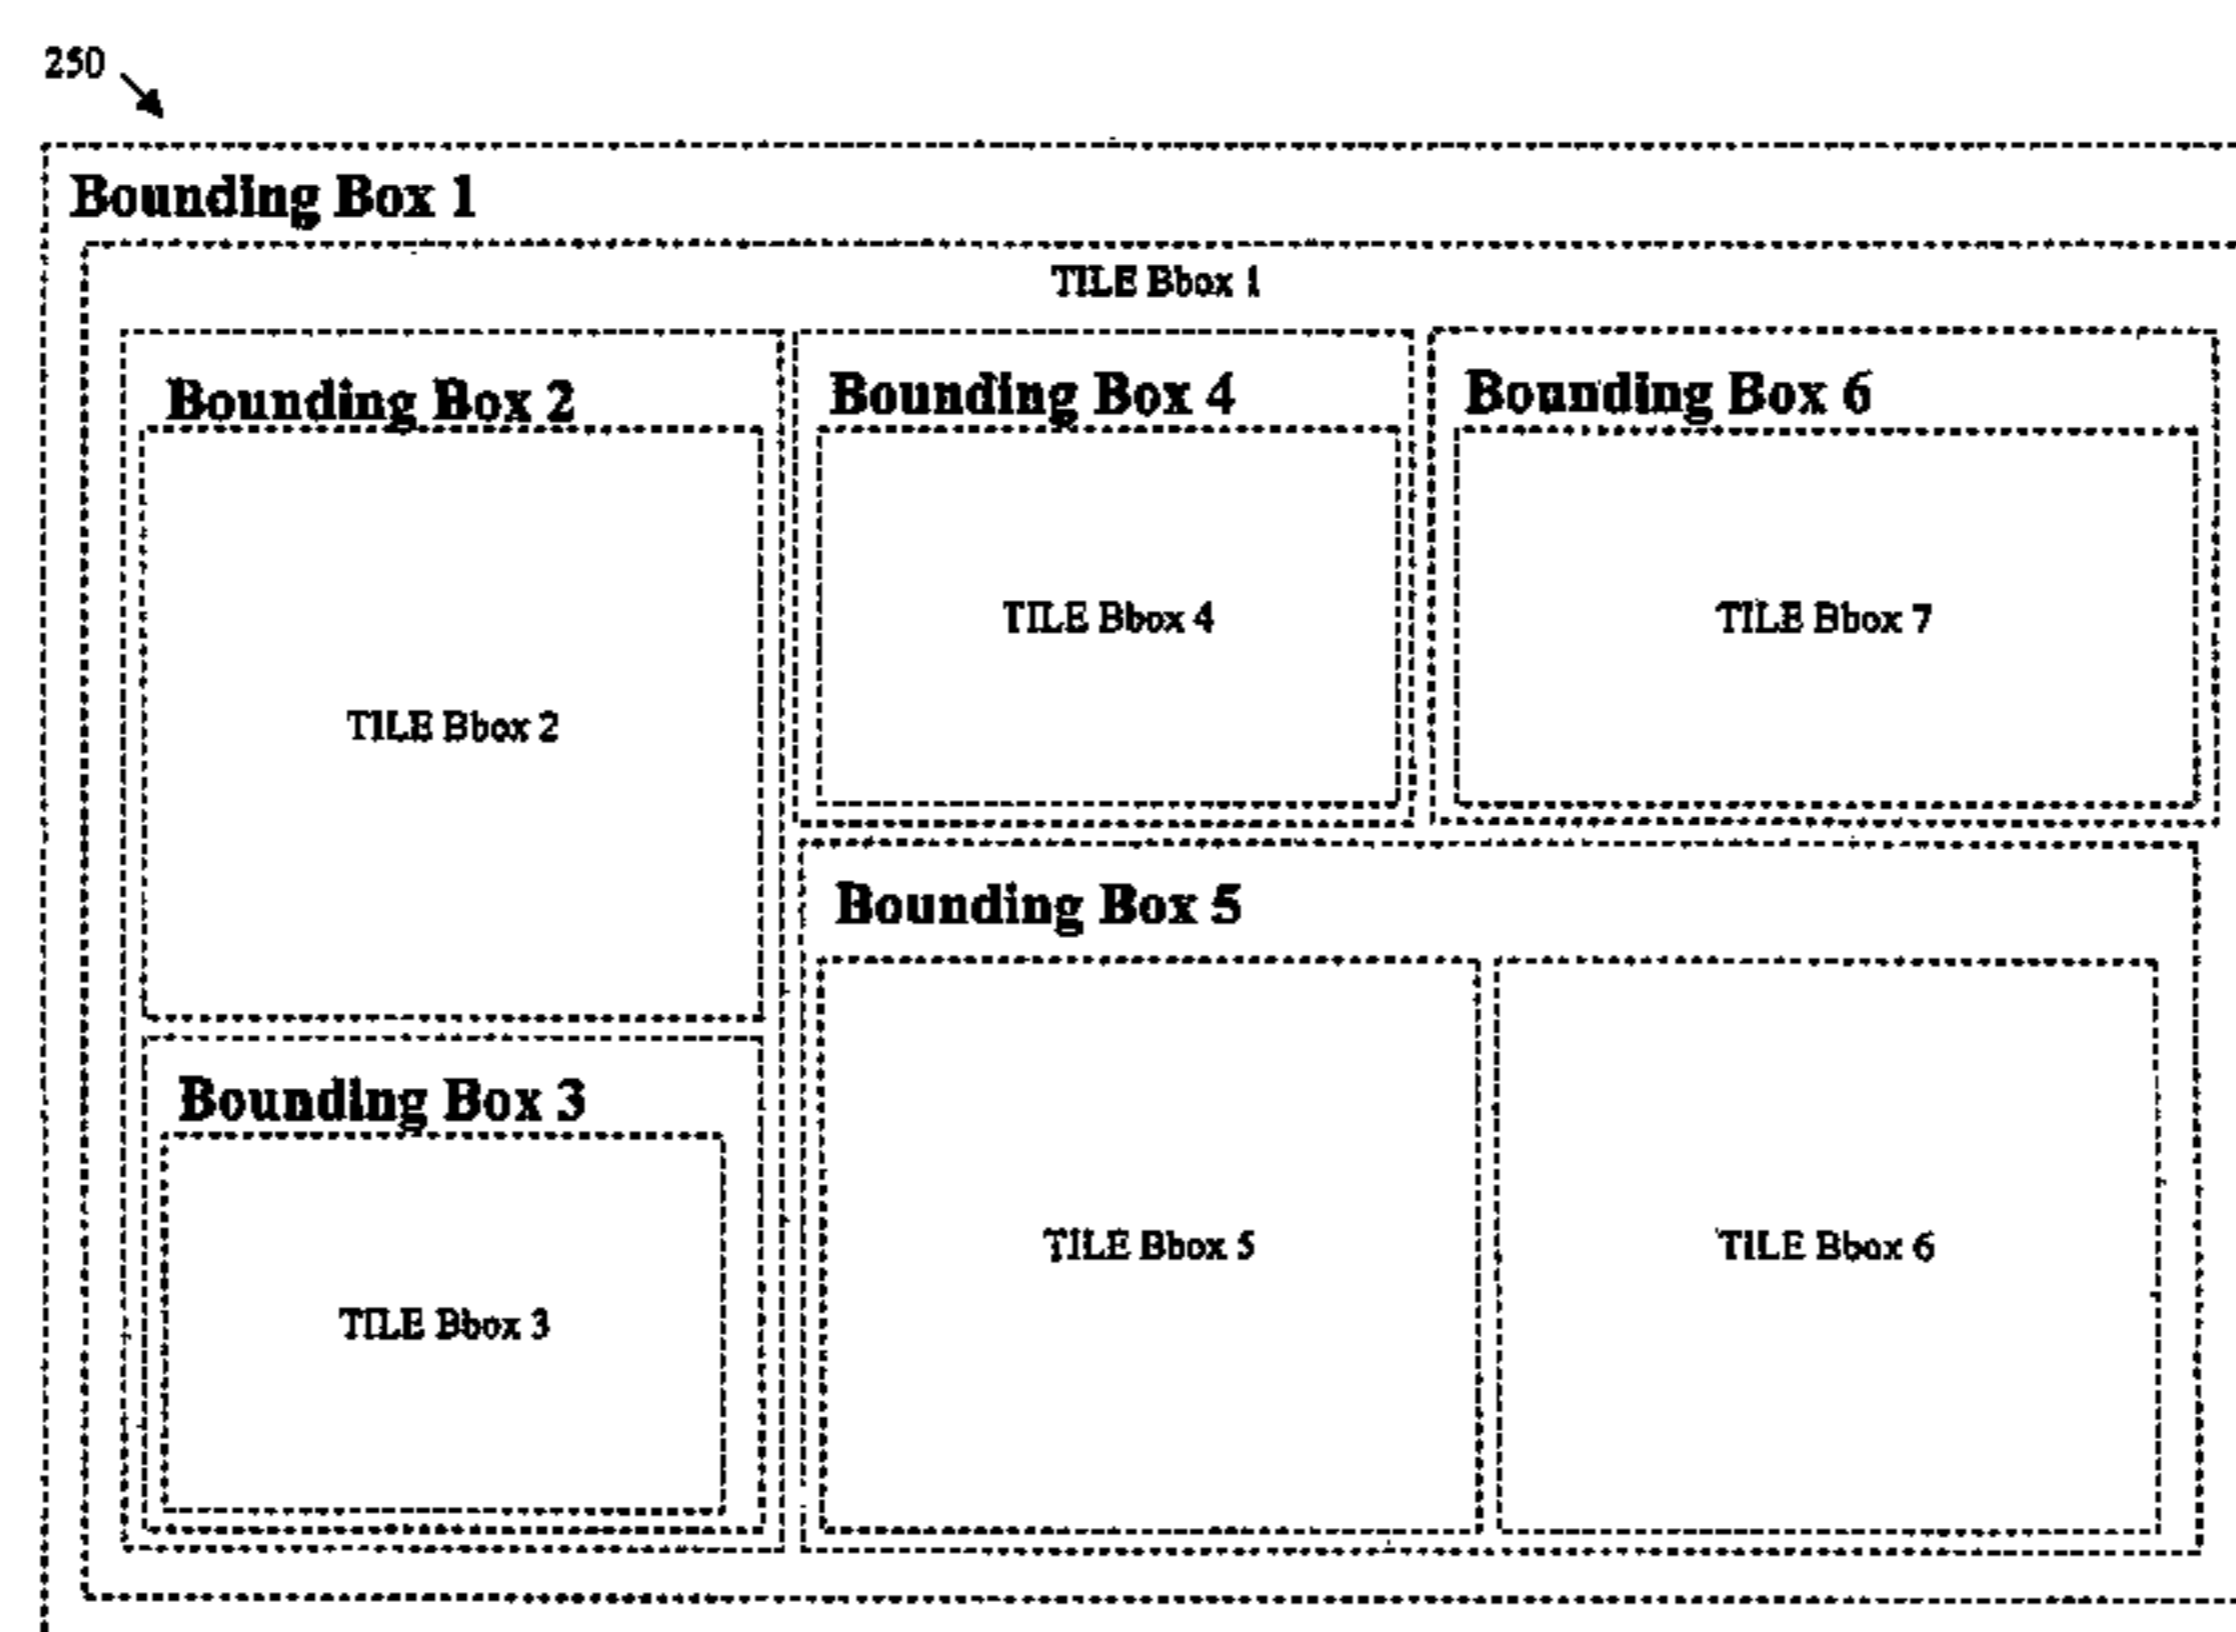 250
Bounding Box 1
TILE Bbox 1
Bounding Box 2
Bounding Box 4
Bounding Box 6
TILE Bbox 4
TILE Bbox 7
TILE Bbox 2
Bounding Box 5
Bounding Box 3
TILE Bbox 5
TILE Bbox 6
TILE Bbox 3